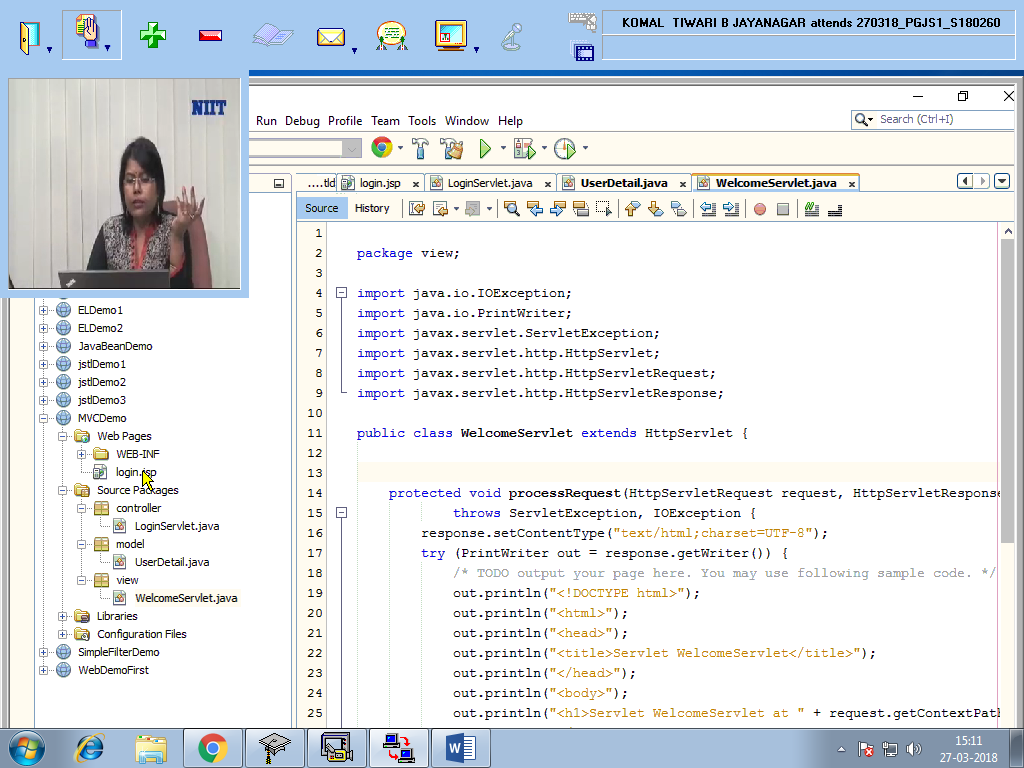 KOMAL TIWARI B JAYANAGAR attends 270318_PGJS1_S180260
NIIT
Run Debug Profile Team Tools Window Help
Search (Ctrl+I)
....tld login.jsp LoginServlet.java UserDetail.java WelcomeServlet.java
Source History
1
2 package view;
3
4 import java.io.IOException;
5 import java.io.PrintWriter;
6 import javax.servlet.ServletException;
7 import javax.servlet.http.HttpServlet;
8 import javax.servlet.http.HttpServletRequest;
9 import javax.servlet.http.HttpServletResponse;
10
11 public class WelcomeServlet extends HttpServlet {
12
13
14 protected void processRequest(HttpServletRequest request, HttpServletResponse
15 throws ServletException, IOException {
16 response.setContentType("text/html;charset=UTF-8");
17 try (PrintWriter out = response.getWriter()) {
18 /* TODO output your page here. You may use following sample code. */
19 out.println("<!DOCTYPE html>");
20 out.println("<html>");
21 out.println("<head>");
22 out.println("<title>Servlet WelcomeServlet</title>");
23 out.println("</head>");
24 out.println("<body>");
25 out.println("<h1>Servlet WelcomeServlet at " + request.getContextPath
ELDemo1
ELDemo2
JavaBeanDemo
jstlDemo1
jstlDemo2
jstlDemo3
MVCDemo
Web Pages
WEB-INF
login.jsp
Source Packages
controller
LoginServlet.java
model
UserDetail.java
view
WelcomeServlet.java
Libraries
Configuration Files
SimpleFilterDemo
WebDemoFirst
15:11
27-03-2018